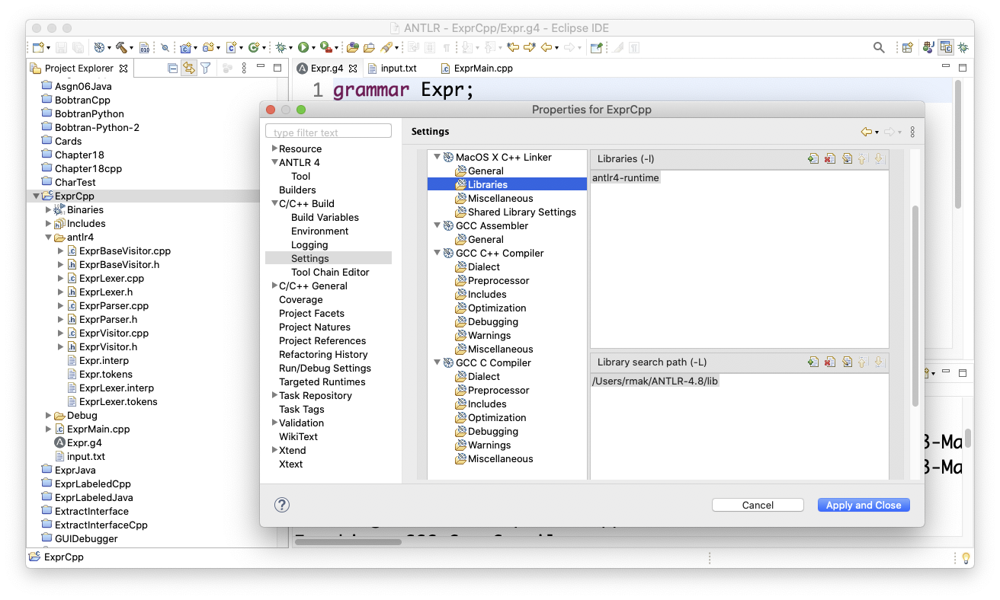 ANTLR - ExprCpp/Expr.g4 - Eclipse IDE
Project Explorer
Asgn06Java
BobtranCpp
BobtranPython
Bobtran-Python-2
Cards
Chapter18
Chapter18cpp
CharTest
ExprCpp
Binaries
Includes
antlr4
ExprBaseVisitor.cpp
ExprBaseVisitor.h
ExprLexer.cpp
ExprLexer.h
ExprParser.cpp
ExprParser.h
ExprVisitor.cpp
ExprVisitor.h
Expr.interp
Expr.tokens
ExprLexer.interp
ExprLexer.tokens
Debug
ExprMain.cpp
Expr.g4
input.txt
ExprJava
ExprLabeledCpp
ExprLabeledJava
ExtractInterface
ExtractInterfaceCpp
GUIDebugger
ExprCpp
Expr.g4 input.txt ExprMain.cpp
1 grammar Expr;
Properties for ExprCpp
type filter text
Resource
ANTLR 4
Tool
Builders
C/C++ Build
Build Variables
Environment
Logging
Settings
Tool Chain Editor
C/C++ General
Coverage
Project Facets
Project Natures
Project References
Refactoring History
Run/Debug Settings
Targeted Runtimes
Task Repository
Task Tags
Validation
WikiText
Xtend
Xtext
Settings
MacOS X C++ Linker
General
Libraries
Miscellaneous
Shared Library Settings
GCC Assembler
General
GCC C++ Compiler
Dialect
Preprocessor
Includes
Optimization
Debugging
Warnings
Miscellaneous
GCC C Compiler
Dialect
Preprocessor
Includes
Optimization
Debugging
Warnings
Miscellaneous
Libraries (-l)
antlr4-runtime
Library search path (-L)
/Users/rmak/ANTLR-4.8/lib
Cancel Apply and Close
3-Ma
3-Ma